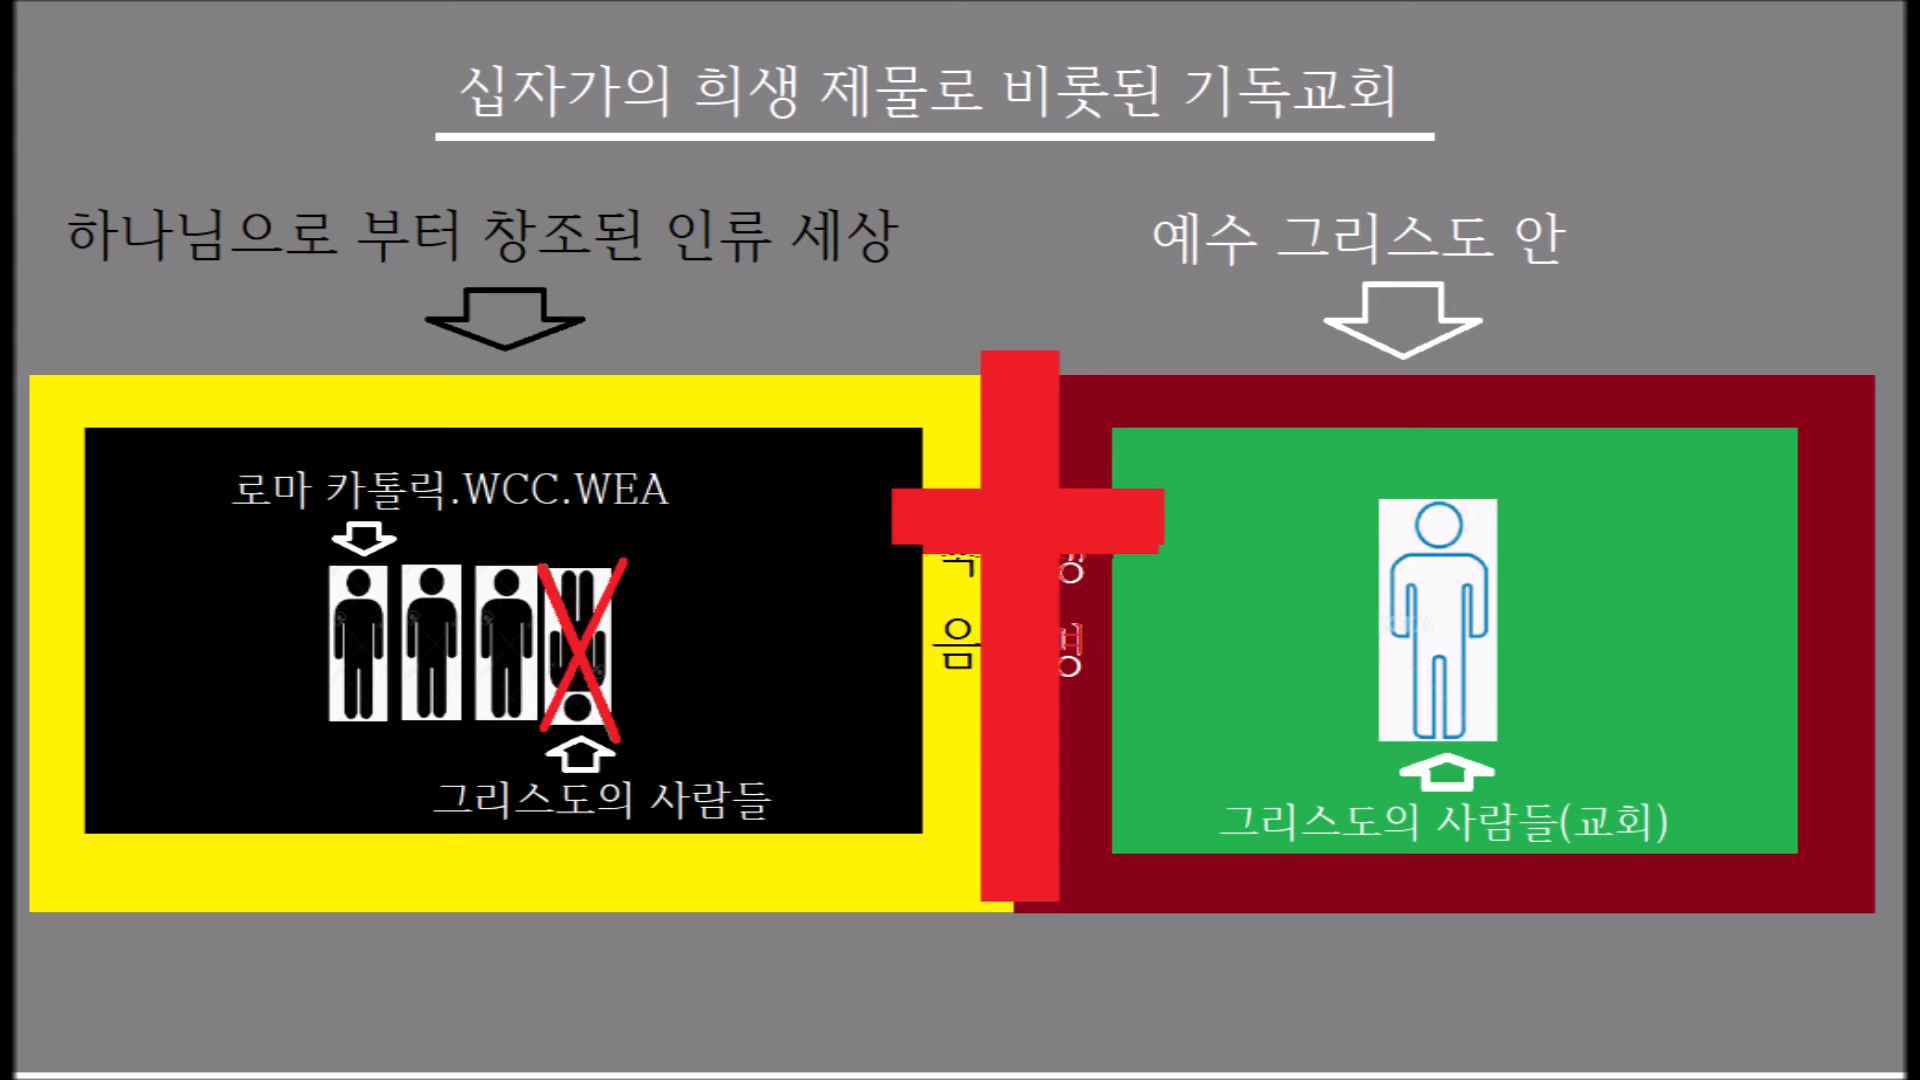 십자가의 희생 제물로 비롯된 기독교회
하나님으로 부터 창조된 인류 세상
예수 그리스도 안
로마 카톨릭.WCC.WEA
음
그리스도의 사람들
그리스도의 사람들(교회)